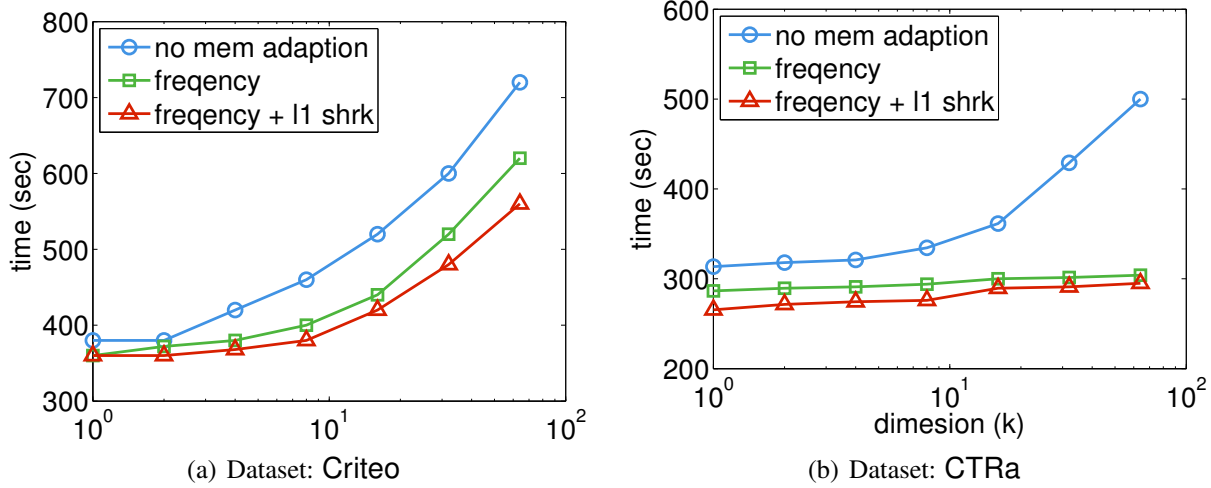 800
700
600
500
400
300
time (sec)
no mem adaption
freqency
freqency + l1 shrk
10^0
10^1
10^2
(a) Dataset: Criteo
600
500
400
300
200
time (sec)
no mem adaption
freqency
freqency + l1 shrk
10^0
10^1
10^2
dimesion (k)
(b) Dataset: CTRa